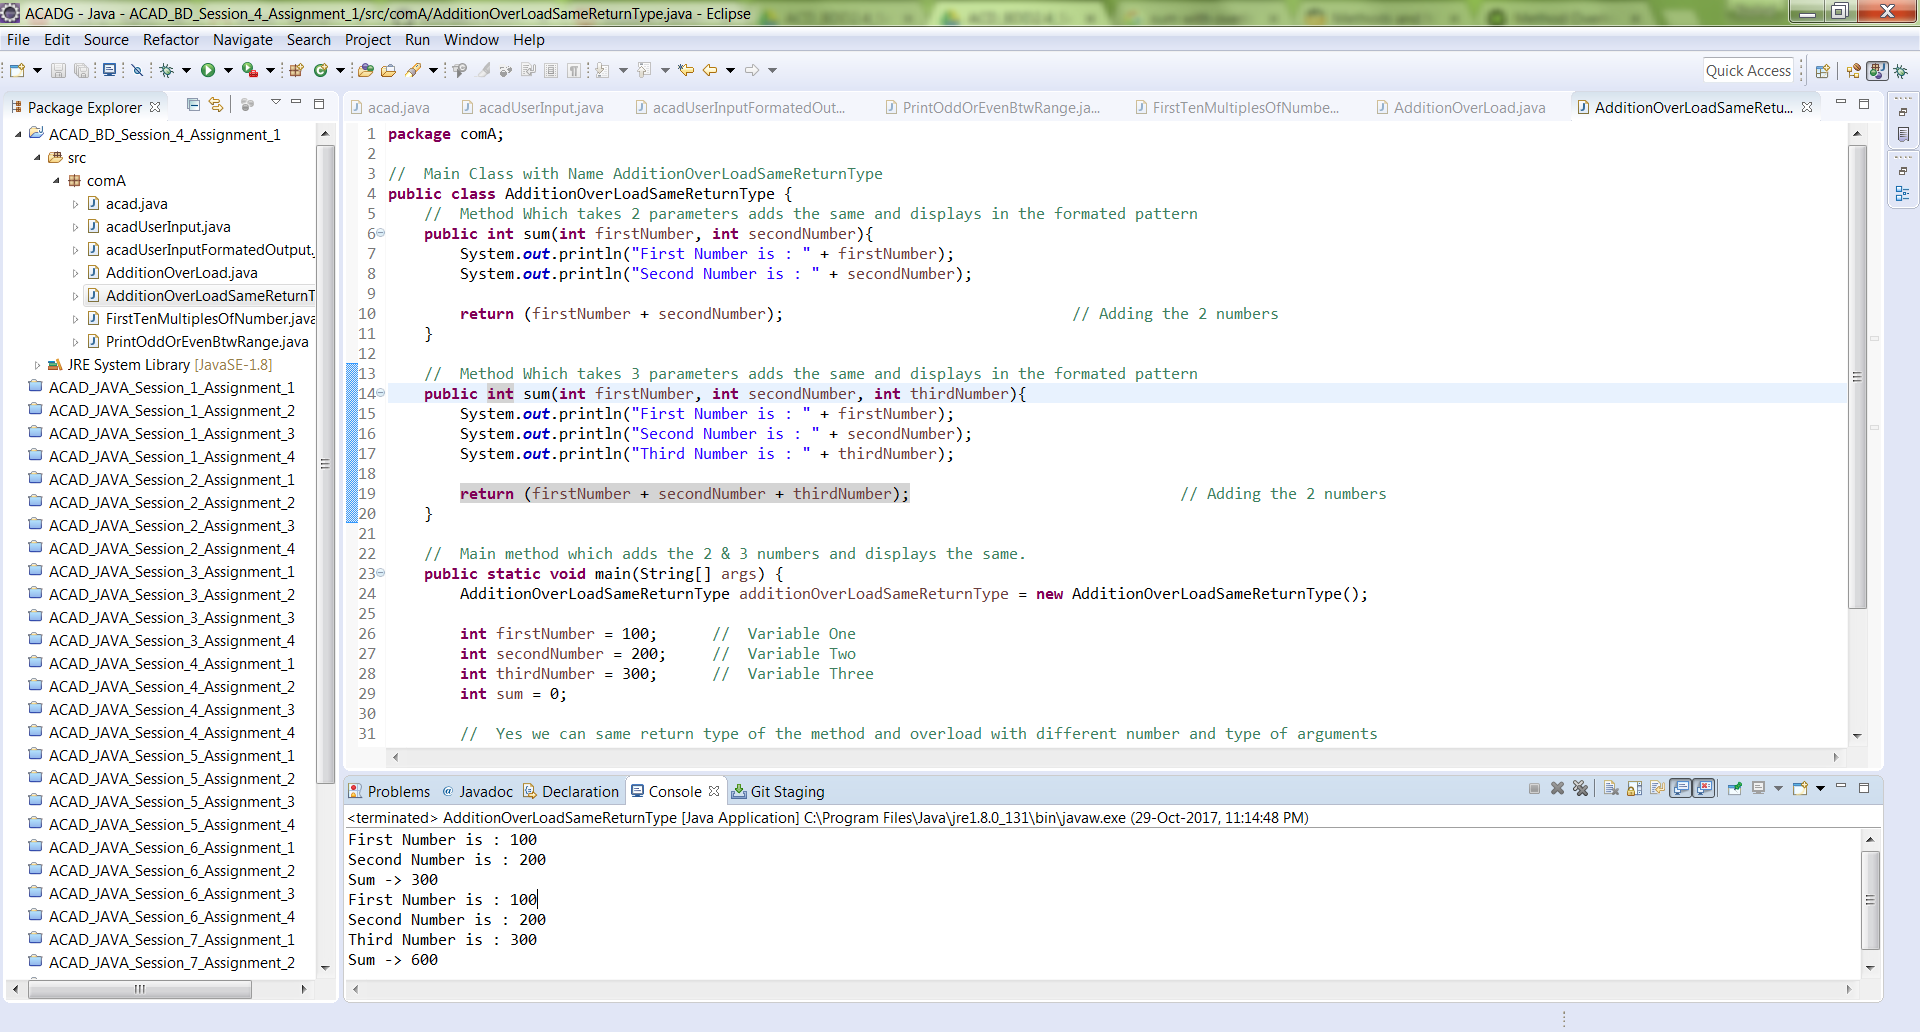 ACADG - Java - ACAD_BD_Session_4_Assignment_1/src/comA/AdditionOverLoadSameReturnType.java - Eclipse
File Edit Source Refactor Navigate Search Project Run Window Help
Quick Access
Package Explorer
ACAD_BD_Session_4_Assignment_1
src
comA
acad.java
acadUserInput.java
acadUserInputFormatedOutput.
AdditionOverLoad.java
AdditionOverLoadSameReturnT
FirstTenMultiplesOfNumber.java
PrintOddOrEvenBtwRange.java
JRE System Library [JavaSE-1.8]
ACAD_JAVA_Session_1_Assignment_1
ACAD_JAVA_Session_1_Assignment_2
ACAD_JAVA_Session_1_Assignment_3
ACAD_JAVA_Session_1_Assignment_4
ACAD_JAVA_Session_2_Assignment_1
ACAD_JAVA_Session_2_Assignment_2
ACAD_JAVA_Session_2_Assignment_3
ACAD_JAVA_Session_2_Assignment_4
ACAD_JAVA_Session_3_Assignment_1
ACAD_JAVA_Session_3_Assignment_2
ACAD_JAVA_Session_3_Assignment_3
ACAD_JAVA_Session_3_Assignment_4
ACAD_JAVA_Session_4_Assignment_1
ACAD_JAVA_Session_4_Assignment_2
ACAD_JAVA_Session_4_Assignment_3
ACAD_JAVA_Session_4_Assignment_4
ACAD_JAVA_Session_5_Assignment_1
ACAD_JAVA_Session_5_Assignment_2
ACAD_JAVA_Session_5_Assignment_3
ACAD_JAVA_Session_5_Assignment_4
ACAD_JAVA_Session_6_Assignment_1
ACAD_JAVA_Session_6_Assignment_2
ACAD_JAVA_Session_6_Assignment_3
ACAD_JAVA_Session_6_Assignment_4
ACAD_JAVA_Session_7_Assignment_1
ACAD_JAVA_Session_7_Assignment_2
acad.java acadUserInput.java acadUserInputFormatedOut... PrintOddOrEvenBtwRange.ja... FirstTenMultiplesOfNumbe... AdditionOverLoad.java AdditionOverLoadSameRetu...
1 package comA;
2
3 //  Main Class with Name AdditionOverLoadSameReturnType
4 public class AdditionOverLoadSameReturnType {
5     //  Method Which takes 2 parameters adds the same and displays in the formated pattern
6     public int sum(int firstNumber, int secondNumber){
7         System.out.println("First Number is : " + firstNumber);
8         System.out.println("Second Number is : " + secondNumber);
9
10         return (firstNumber + secondNumber);                                // Adding the 2 numbers
11     }
12
13     //  Method Which takes 3 parameters adds the same and displays in the formated pattern
14     public int sum(int firstNumber, int secondNumber, int thirdNumber){
15         System.out.println("First Number is : " + firstNumber);
16         System.out.println("Second Number is : " + secondNumber);
17         System.out.println("Third Number is : " + thirdNumber);
18
19         return (firstNumber + secondNumber + thirdNumber);                              // Adding the 2 numbers
20     }
21
22     //  Main method which adds the 2 & 3 numbers and displays the same.
23     public static void main(String[] args) {
24         AdditionOverLoadSameReturnType additionOverLoadSameReturnType = new AdditionOverLoadSameReturnType();
25
26         int firstNumber = 100;      //  Variable One
27         int secondNumber = 200;     //  Variable Two
28         int thirdNumber = 300;      //  Variable Three
29         int sum = 0;
30
31         //  Yes we can same return type of the method and overload with different number and type of arguments
Problems @ Javadoc Declaration Console Git Staging
<terminated> AdditionOverLoadSameReturnType [Java Application] C:\Program Files\Java\jre1.8.0_131\bin\javaw.exe (29-Oct-2017, 11:14:48 PM)
First Number is : 100
Second Number is : 200
Sum -> 300
First Number is : 100
Second Number is : 200
Third Number is : 300
Sum -> 600